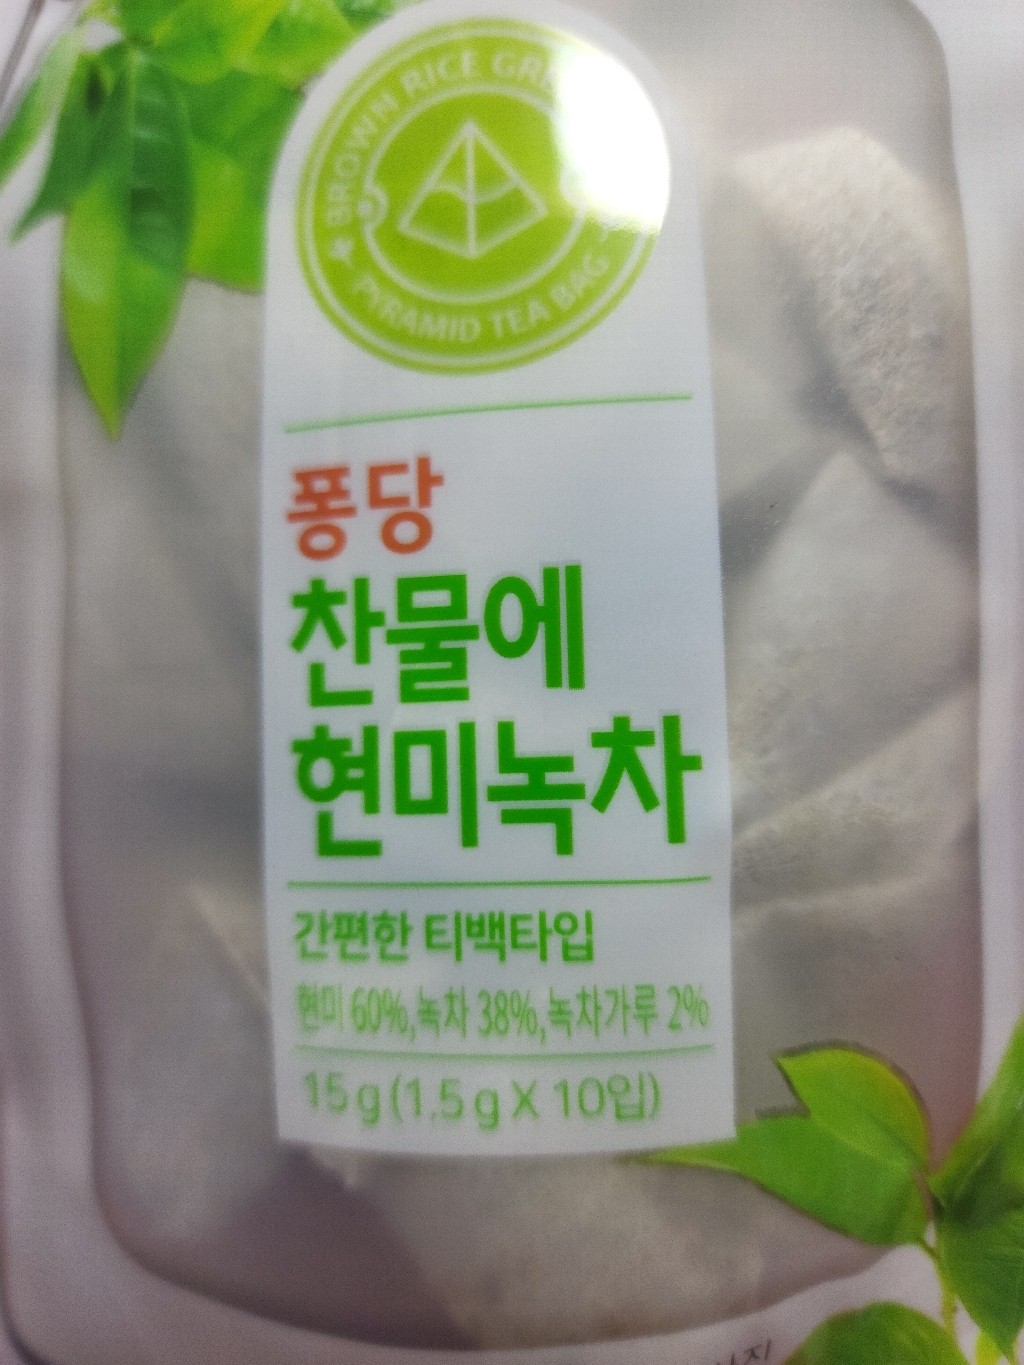 BROWN RICE
PYRAMID TEA BAG
퐁당
찬물에
현미녹차
간편한 티백타입
현미 60%,녹차 38%,녹차가루 2%
15g(1.5g X 10입)